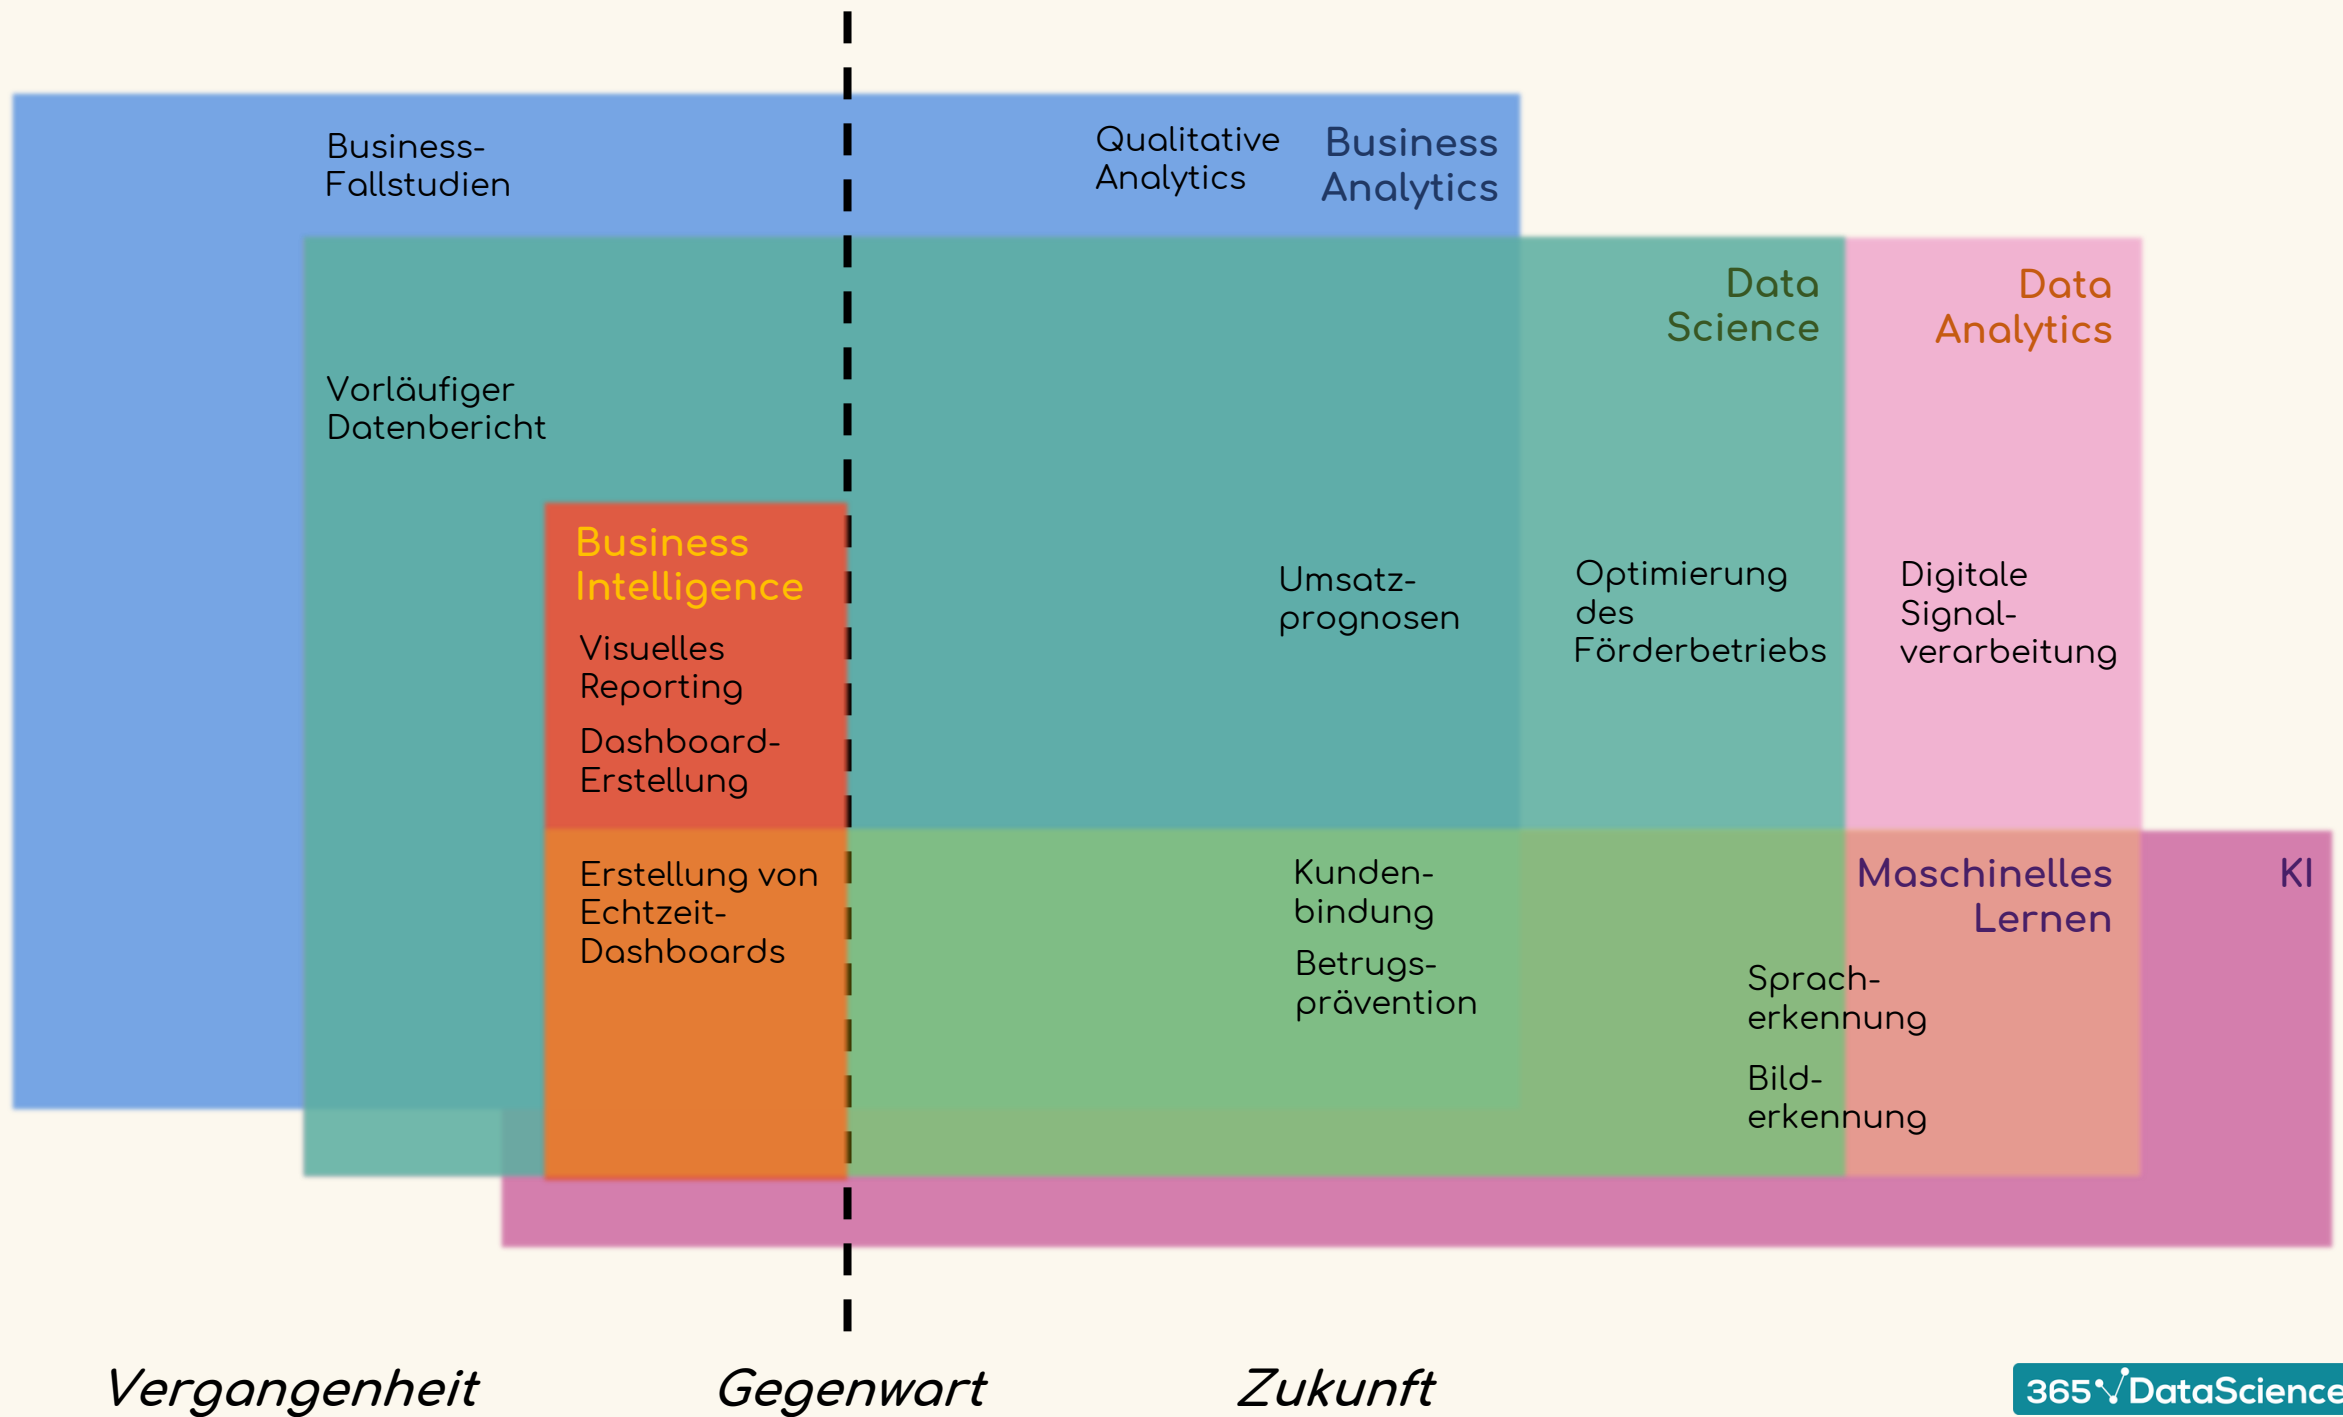 Business-
Fallstudien
Qualitative
Analytics
Business
Analytics
Data
Science
Data
Analytics
Vorläufiger
Datenbericht
Business
Intelligence
Visuelles
Reporting
Dashboard-
Erstellung
Umsatz-
prognosen
Optimierung
des
Förderbetriebs
Digitale
Signal-
verarbeitung
Erstellung von
Echtzeit-
Dashboards
Kunden-
bindung
Betrugs-
prävention
Maschinelles
Lernen
KI
Sprach-
erkennung
Bild-
erkennung
Vergangenheit
Gegenwart
Zukunft
365 DataScience